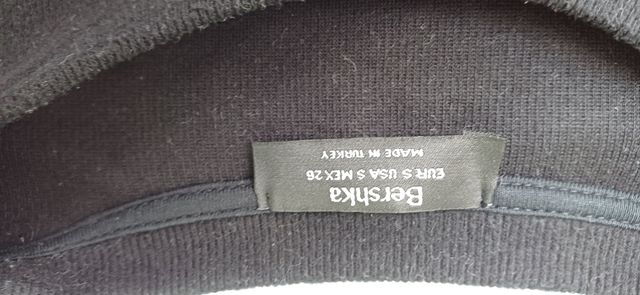 Bershka
EUR S USA S MEX 26
MADE IN TURKEY